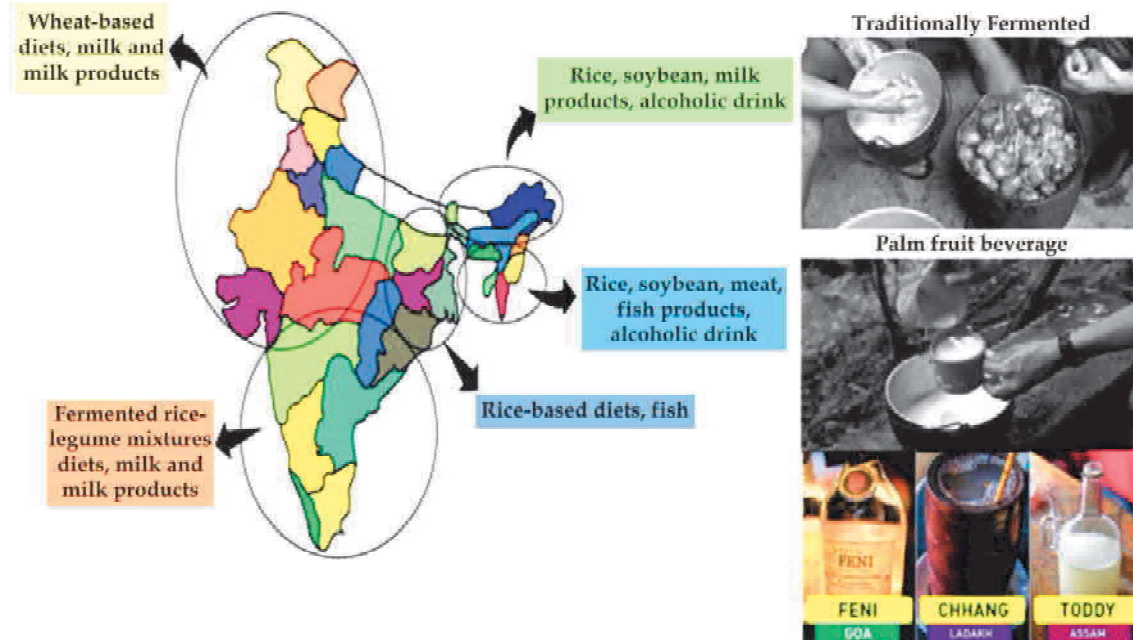 Wheat-based
diets, milk and
milk products
Rice, soybean, milk
products, alcoholic drink
Rice, soybean, meat,
fish products,
alcoholic drink
Rice-based diets, fish
Fermented rice-
legume mixtures
diets, milk and
milk products
Traditionally Fermented
Palm fruit beverage
FENI
FENI
GOA
CHHANG
LADAKH
TODDY
ASSAM